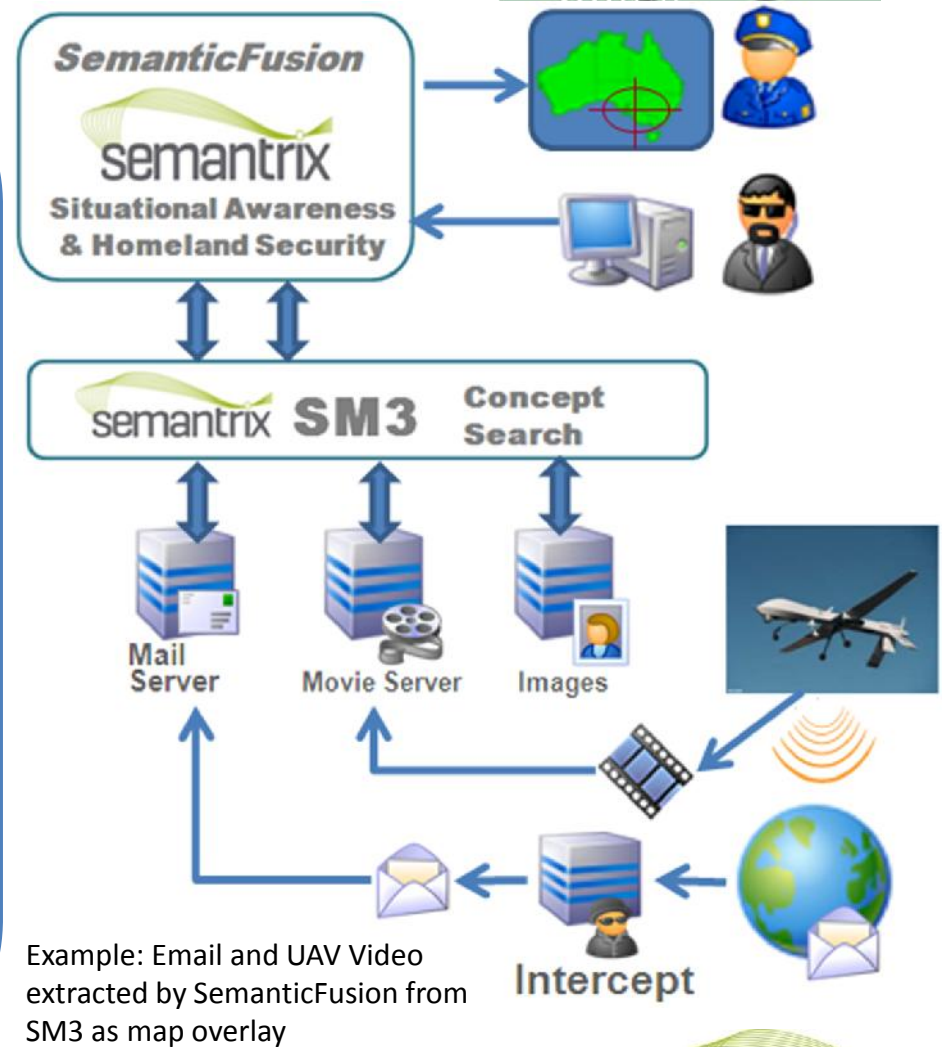 SemanticFusion
semantrix
Situational Awareness
& Homeland Security
semantrix SM3 Concept
Search
Mail
Server
Movie Server
Images
Intercept
Example: Email and UAV Video
extracted by SemanticFusion from
SM3 as map overlay